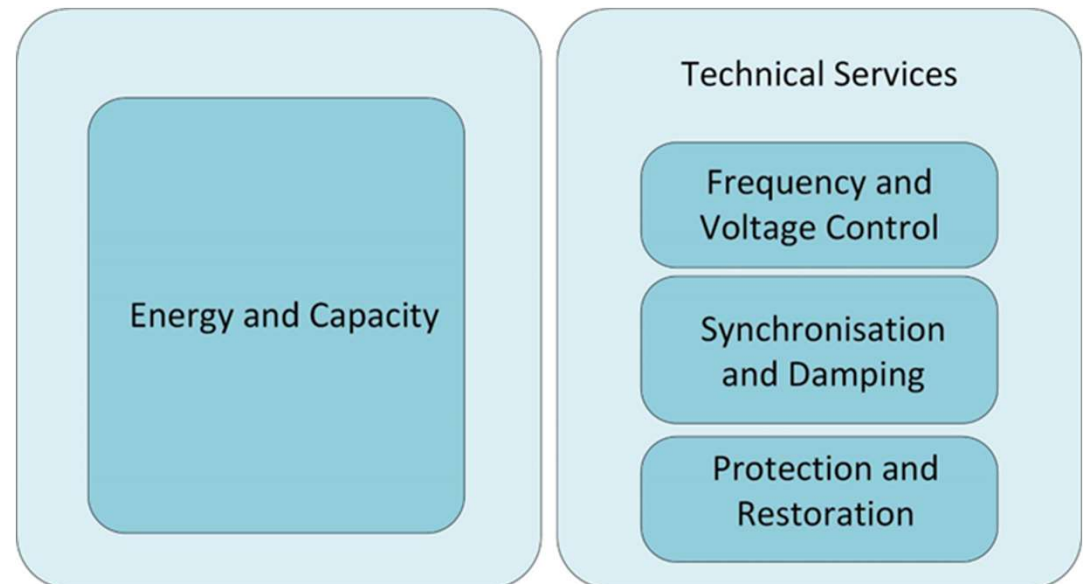 Energy and Capacity
Technical Services
Frequency and
Voltage Control
Synchronisation
and Damping
Protection and
Restoration